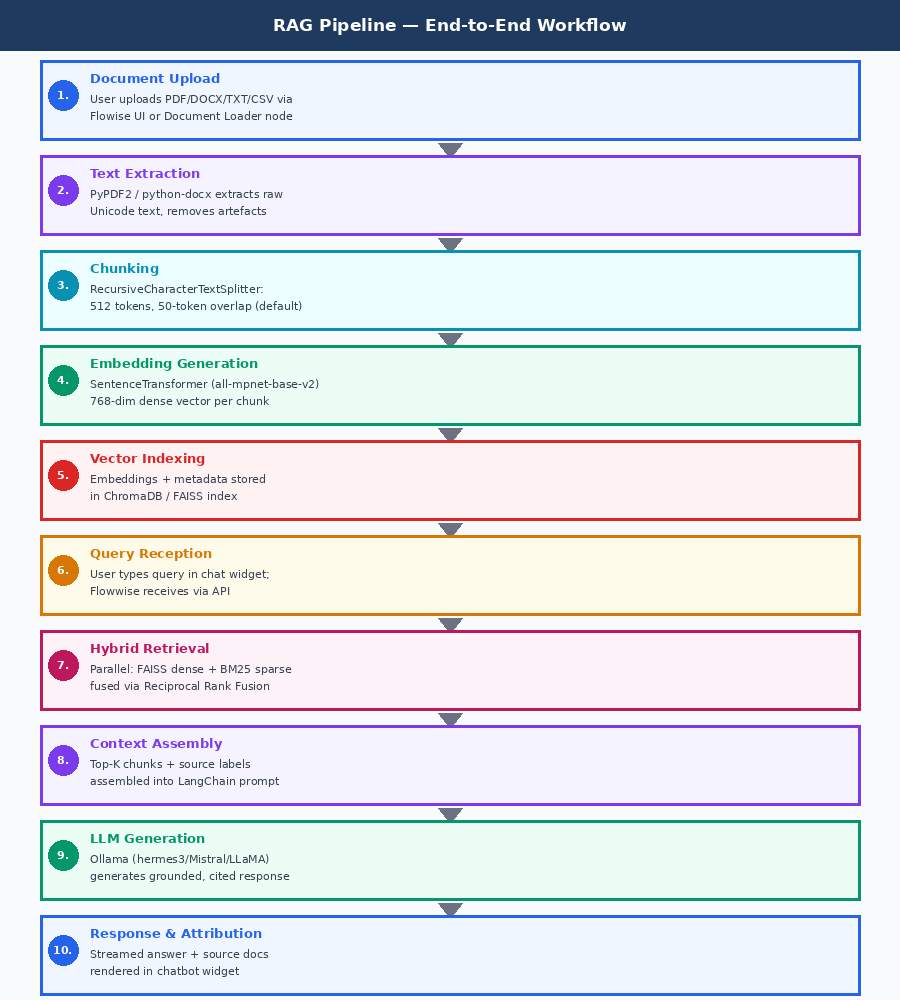 RAG Pipeline — End-to-End Workflow
1.
Document Upload
User uploads PDF/DOCX/TXT/CSV via
Flowise UI or Document Loader node
2.
Text Extraction
PyPDF2 / python-docx extracts raw
Unicode text, removes artefacts
3.
Chunking
RecursiveCharacterTextSplitter:
512 tokens, 50-token overlap (default)
4.
Embedding Generation
SentenceTransformer (all-mpnet-base-v2)
768-dim dense vector per chunk
5.
Vector Indexing
Embeddings + metadata stored
in ChromaDB / FAISS index
6.
Query Reception
User types query in chat widget;
Flowwise receives via API
7.
Hybrid Retrieval
Parallel: FAISS dense + BM25 sparse
fused via Reciprocal Rank Fusion
8.
Context Assembly
Top-K chunks + source labels
assembled into LangChain prompt
9.
LLM Generation
Ollama (hermes3/Mistral/LLaMA)
generates grounded, cited response
10.
Response & Attribution
Streamed answer + source docs
rendered in chatbot widget